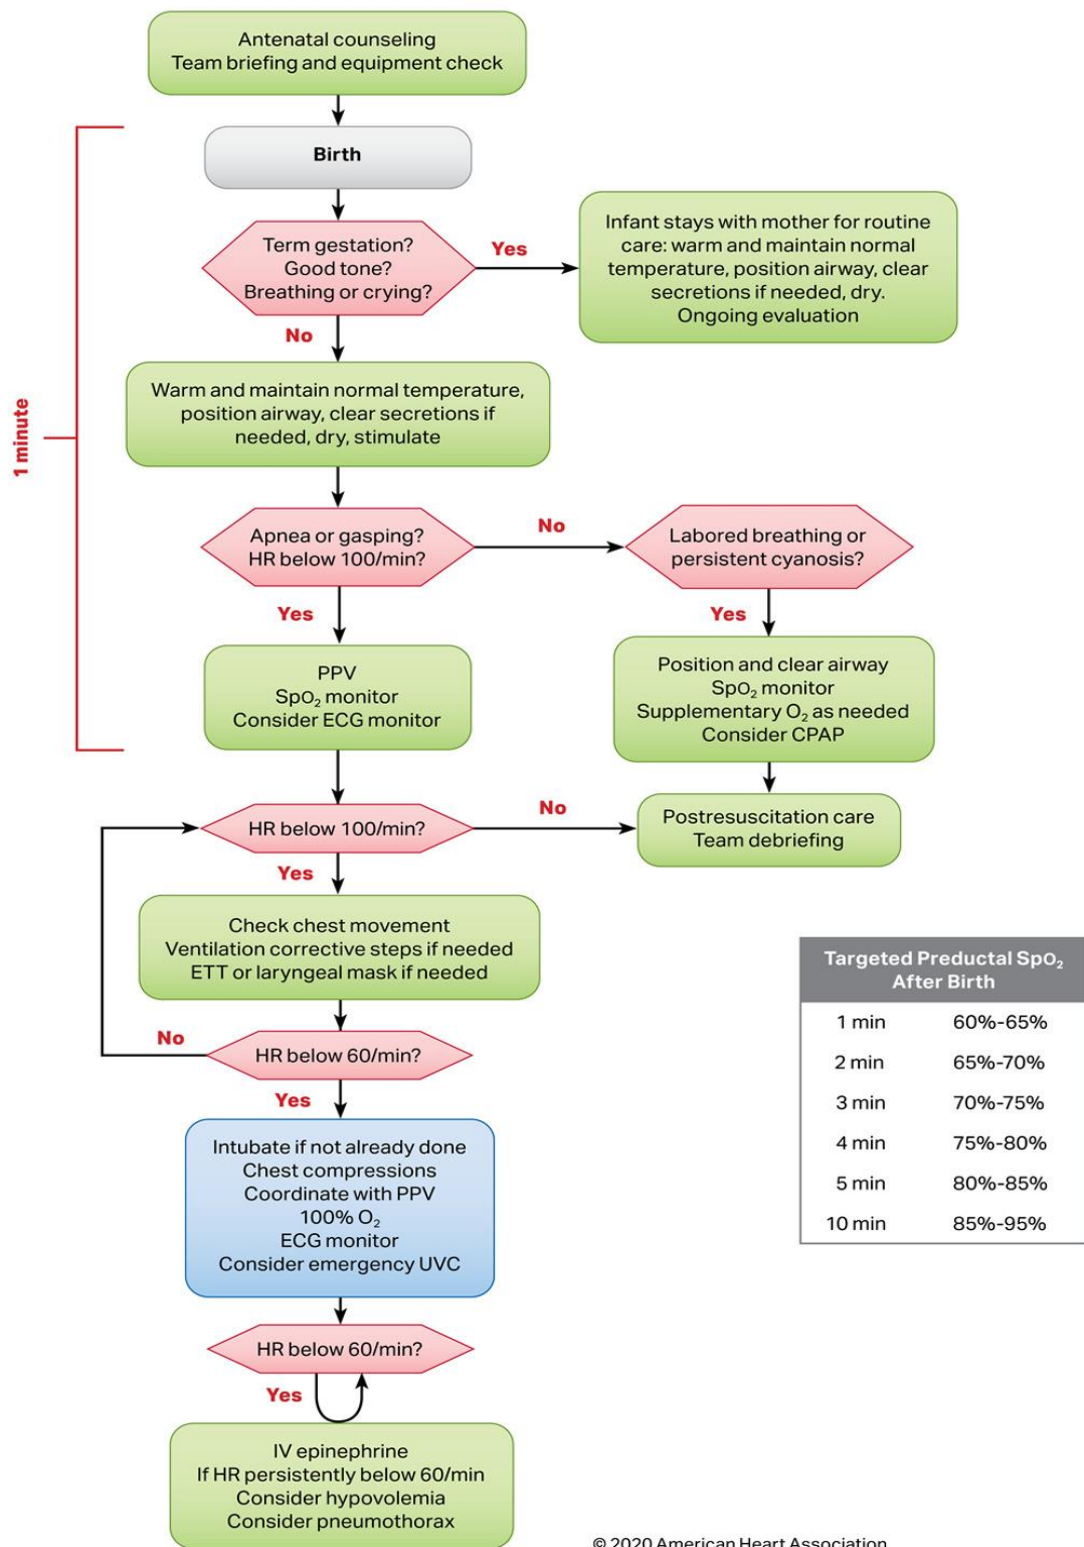 Antenatal counseling
Team briefing and equipment check
Birth
Term gestation?
Good tone?
Breathing or crying?
Yes
Infant stays with mother for routine
care: warm and maintain normal
temperature, position airway, clear
secretions if needed, dry.
Ongoing evaluation
No
Warm and maintain normal temperature,
position airway, clear secretions if
needed, dry, stimulate
1 minute
Apnea or gasping?
HR below 100/min?
No
Labored breathing or
persistent cyanosis?
Yes
Yes
PPV
SpO₂ monitor
Consider ECG monitor
Position and clear airway
SpO₂ monitor
Supplementary O₂ as needed
Consider CPAP
HR below 100/min?
No
Postresuscitation care
Team debriefing
Yes
Check chest movement
Ventilation corrective steps if needed
ETT or laryngeal mask if needed
No
HR below 60/min?
Yes
Intubate if not already done
Chest compressions
Coordinate with PPV
100% O₂
ECG monitor
Consider emergency UVC
HR below 60/min?
Yes
IV epinephrine
If HR persistently below 60/min
Consider hypovolemia
Consider pneumothorax
Targeted Preductal SpO₂
After Birth
1 min 60%-65%
2 min 65%-70%
3 min 70%-75%
4 min 75%-80%
5 min 80%-85%
10 min 85%-95%
© 2020 American Heart Association